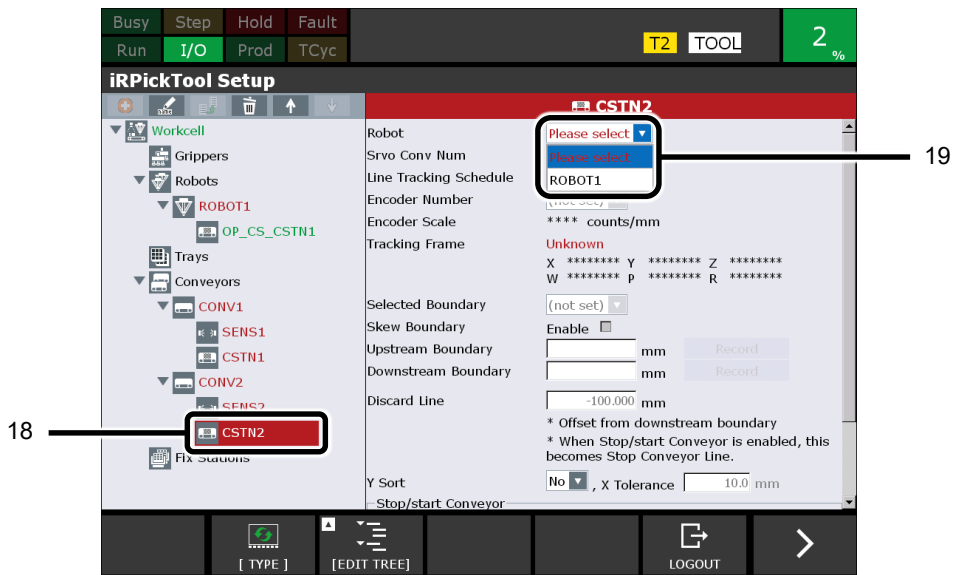 Busy Step Hold Fault
Run I/O Prod TCyc
T2 TOOL
2 %
iRPickTool Setup
CSTN2
Workcell
Grippers
Robots
ROBOT1
OP_CS_CSTN1
Trays
Conveyors
CONV1
SENS1
CSTN1
CONV2
SENS2
CSTN2
Fix Stations
18
Robot Please select
Please select
ROBOT1
19
Srvo Conv Num
Line Tracking Schedule
Encoder Number (not set)
Encoder Scale **** counts/mm
Tracking Frame Unknown
X ******** Y ******** Z ********
W ******** P ******** R ********
Selected Boundary (not set)
Skew Boundary Enable
Upstream Boundary mm Record
Downstream Boundary mm Record
Discard Line -100.000 mm
* Offset from downstream boundary
* When Stop/start Conveyor is enabled, this
becomes Stop Conveyor Line.
Y Sort No , X Tolerance 10.0 mm
Stop/start Conveyor
[ TYPE ] [EDIT TREE] LOGOUT